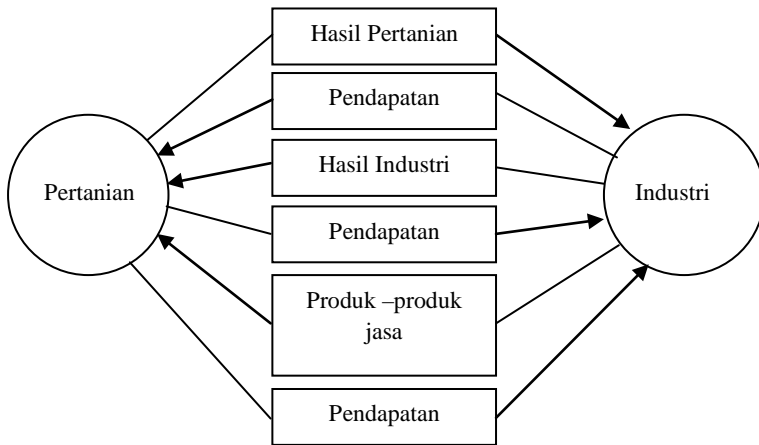 Hasil Pertanian
Pendapatan
Hasil Industri
Pertanian
Industri
Pendapatan
Produk –produk
jasa
Pendapatan